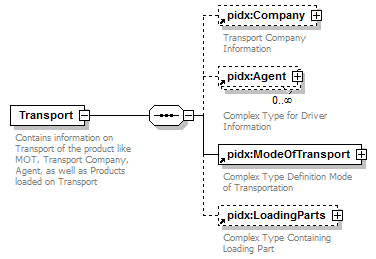 pidx:Company
Transport Company
Information
pidx:Agent
0..∞
Complex Type for Driver
Information
Transport
Contains information on
Transport of the product like
MOT, Transport Company,
Agent, as well as Products
loaded on Transport
pidx:ModeOfTransport
Complex Type Definition Mode
of Transportation
pidx:LoadingParts
Complex Type Containing
Loading Part